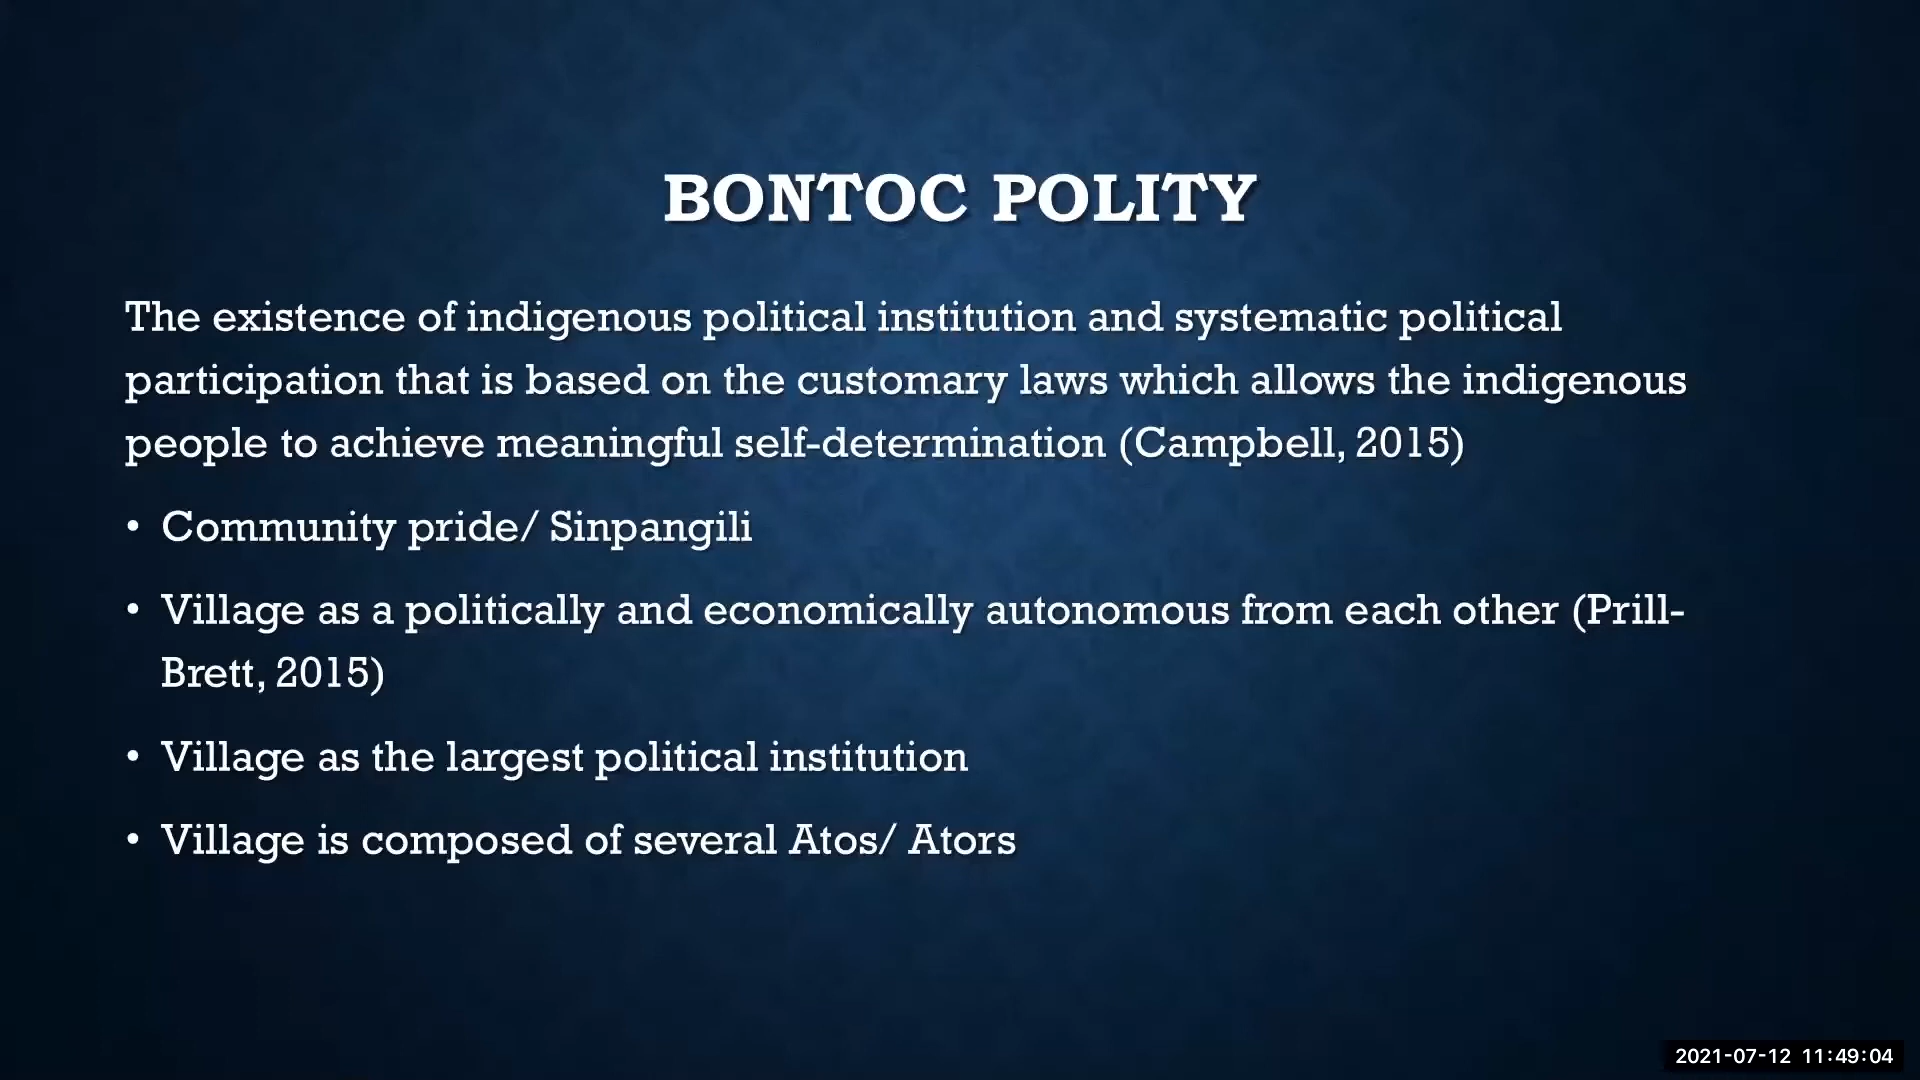 BONTOC POLITY
The existence of indigenous political institution and systematic political
participation that is based on the customary laws which allows the indigenous
people to achieve meaningful self-determination (Campbell, 2015)
• Community pride/ Sinpangili
• Village as a politically and economically autonomous from each other (Prill-
Brett, 2015)
• Village as the largest political institution
• Village is composed of several Atos/ Ators
2021-07-12 11:49:04